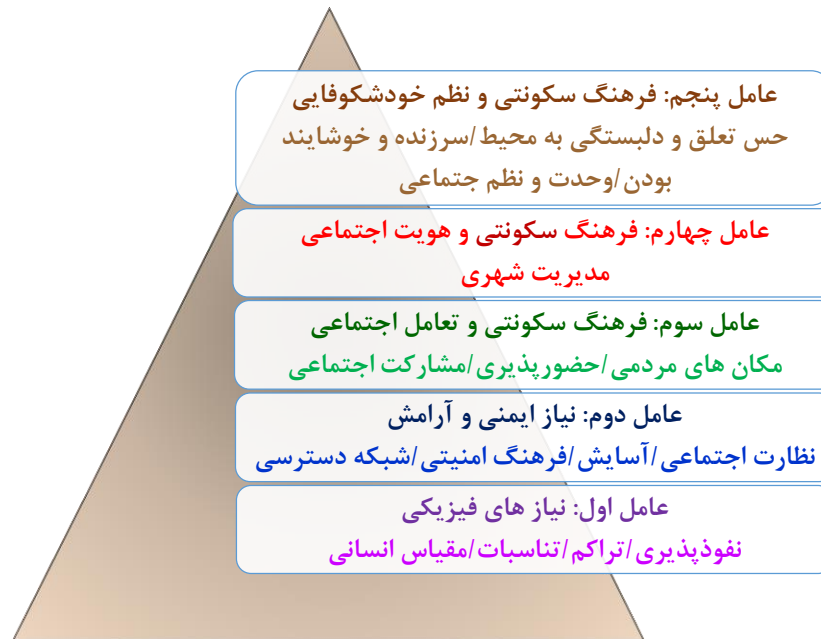 عامل پنجم: فرهنگ سکونتی و نظم خودشکوفایی
حس تعلق و دلبستگی به محیط/سرزنده و خوشایند
بودن/وحدت و نظم جتماعی
عامل چهارم: فرهنگ سکونتی و هویت اجتماعی
مدیریت شهری
عامل سوم: فرهنگ سکونتی و تعامل اجتماعی
مکان های مردمی/حضورپذیری/مشارکت اجتماعی
عامل دوم: نیاز ایمنی و آرامش
نظارت اجتماعی/آسایش/فرهنگ امنیتی/شبکه دسترسی
عامل اول: نیاز های فیزیکی
نفوذپذیری/تراکم/تناسبات/مقیاس انسانی